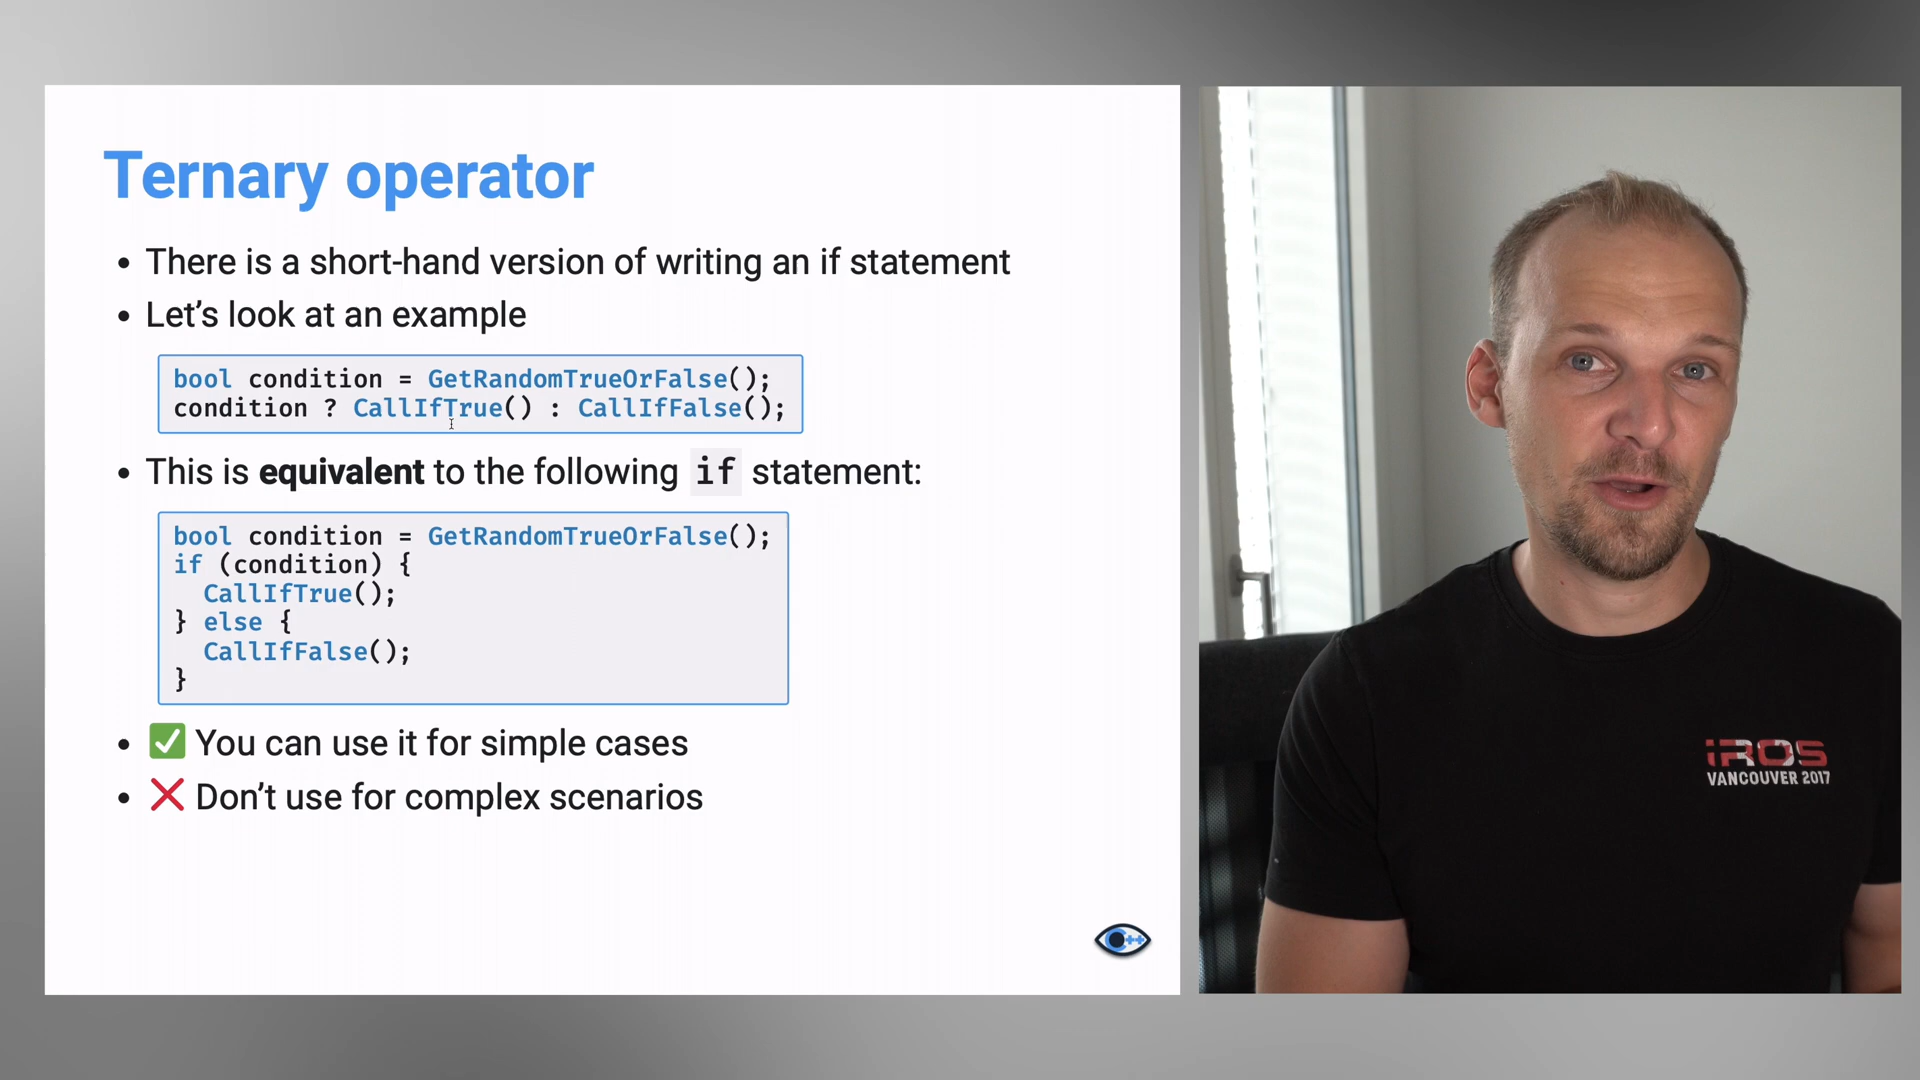 Ternary operator
• There is a short-hand version of writing an if statement
• Let’s look at an example
bool condition = GetRandomTrueOrFalse();
condition ? CallIfTrue() : CallIfFalse();
• This is equivalent to the following if statement:
bool condition = GetRandomTrueOrFalse();
if (condition) {
  CallIfTrue();
} else {
  CallIfFalse();
}
• ✅ You can use it for simple cases
• ❌ Don’t use for complex scenarios
C++
iROS
VANCOUVER 2017